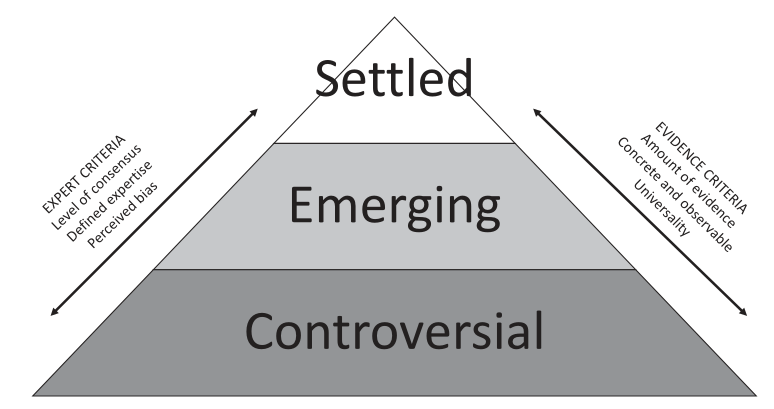 Settled
EXPERT CRITERIA
Level of consensus
Defined expertise
Perceived bias
EVIDENCE CRITERIA
Amount of evidence
Concrete and observable
Universality
Emerging
Controversial